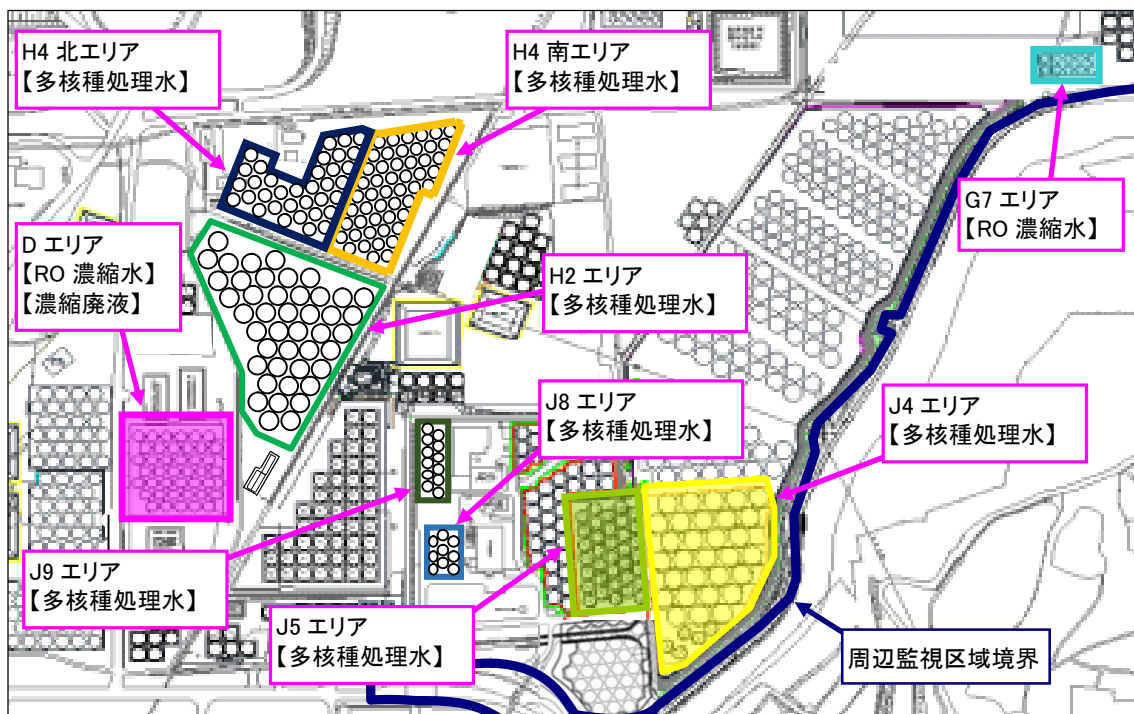 H4 北エリア
【多核種処理水】
H4 南エリア
【多核種処理水】
G7 エリア
【RO 濃縮水】
D エリア
【RO 濃縮水】
【濃縮廃液】
H2 エリア
【多核種処理水】
J8 エリア
【多核種処理水】
J4 エリア
【多核種処理水】
J9 エリア
【多核種処理水】
J5 エリア
【多核種処理水】
周辺監視区域境界